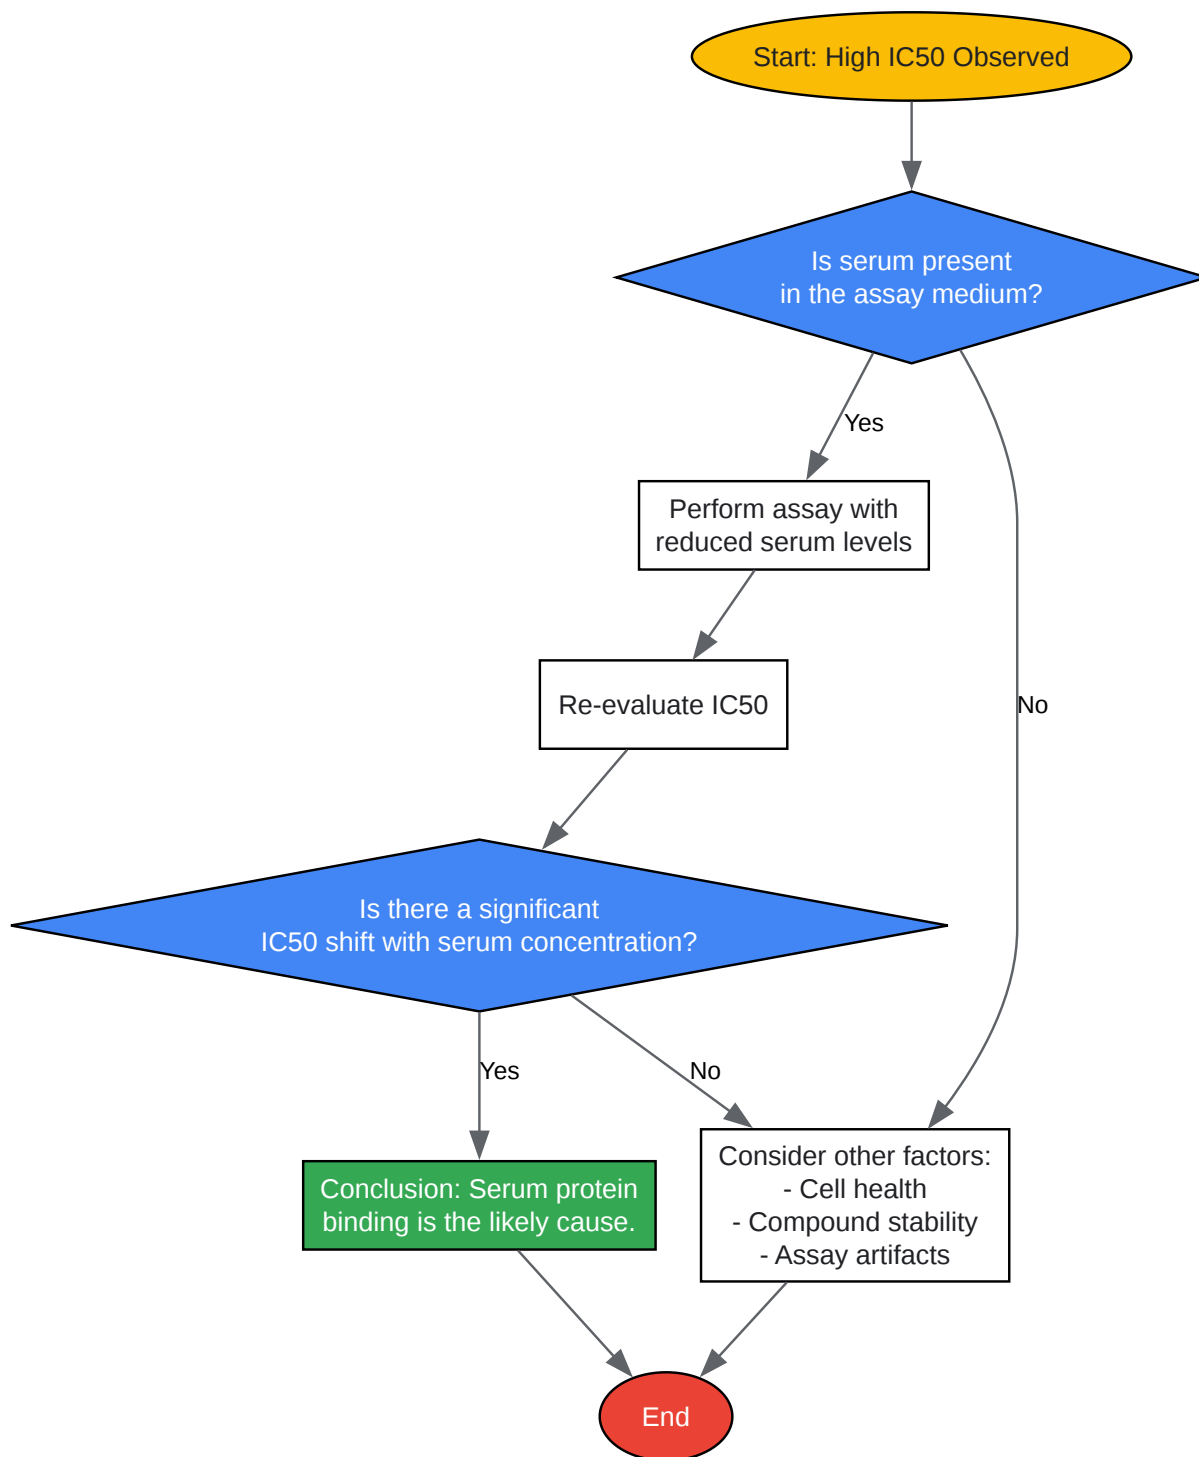 Start: High IC50 Observed
Is serum present
in the assay medium?
Yes
Perform assay with
reduced serum levels
Re-evaluate IC50
No
Is there a significant
IC50 shift with serum concentration?
Yes
No
Conclusion: Serum protein
binding is the likely cause.
Consider other factors:
- Cell health
- Compound stability
- Assay artifacts
End